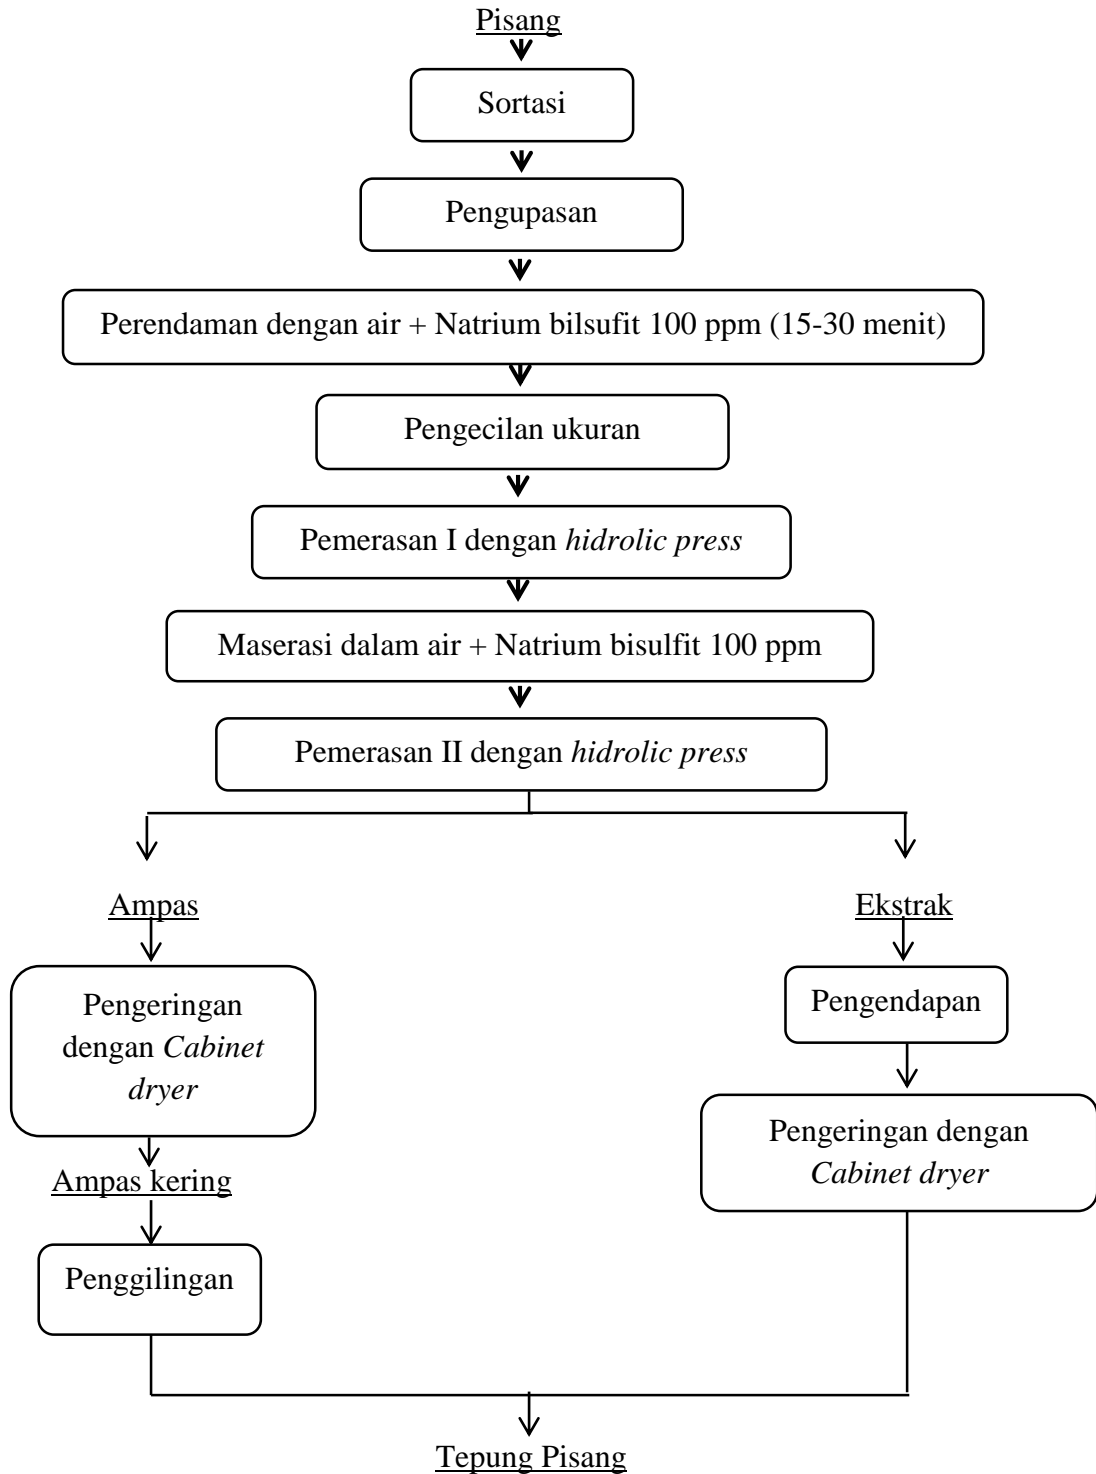 Pisang
Sortasi
Pengupasan
Perendaman dengan air + Natrium bilsufit 100 ppm (15-30 menit)
Pengecilan ukuran
Pemerasan I dengan hidrolic press
Maserasi dalam air + Natrium bisulfit 100 ppm
Pemerasan II dengan hidrolic press
Ampas
Pengeringan
dengan Cabinet
dryer
Ampas kering
Penggilingan
Ekstrak
Pengendapan
Pengeringan dengan
Cabinet dryer
Tepung Pisang